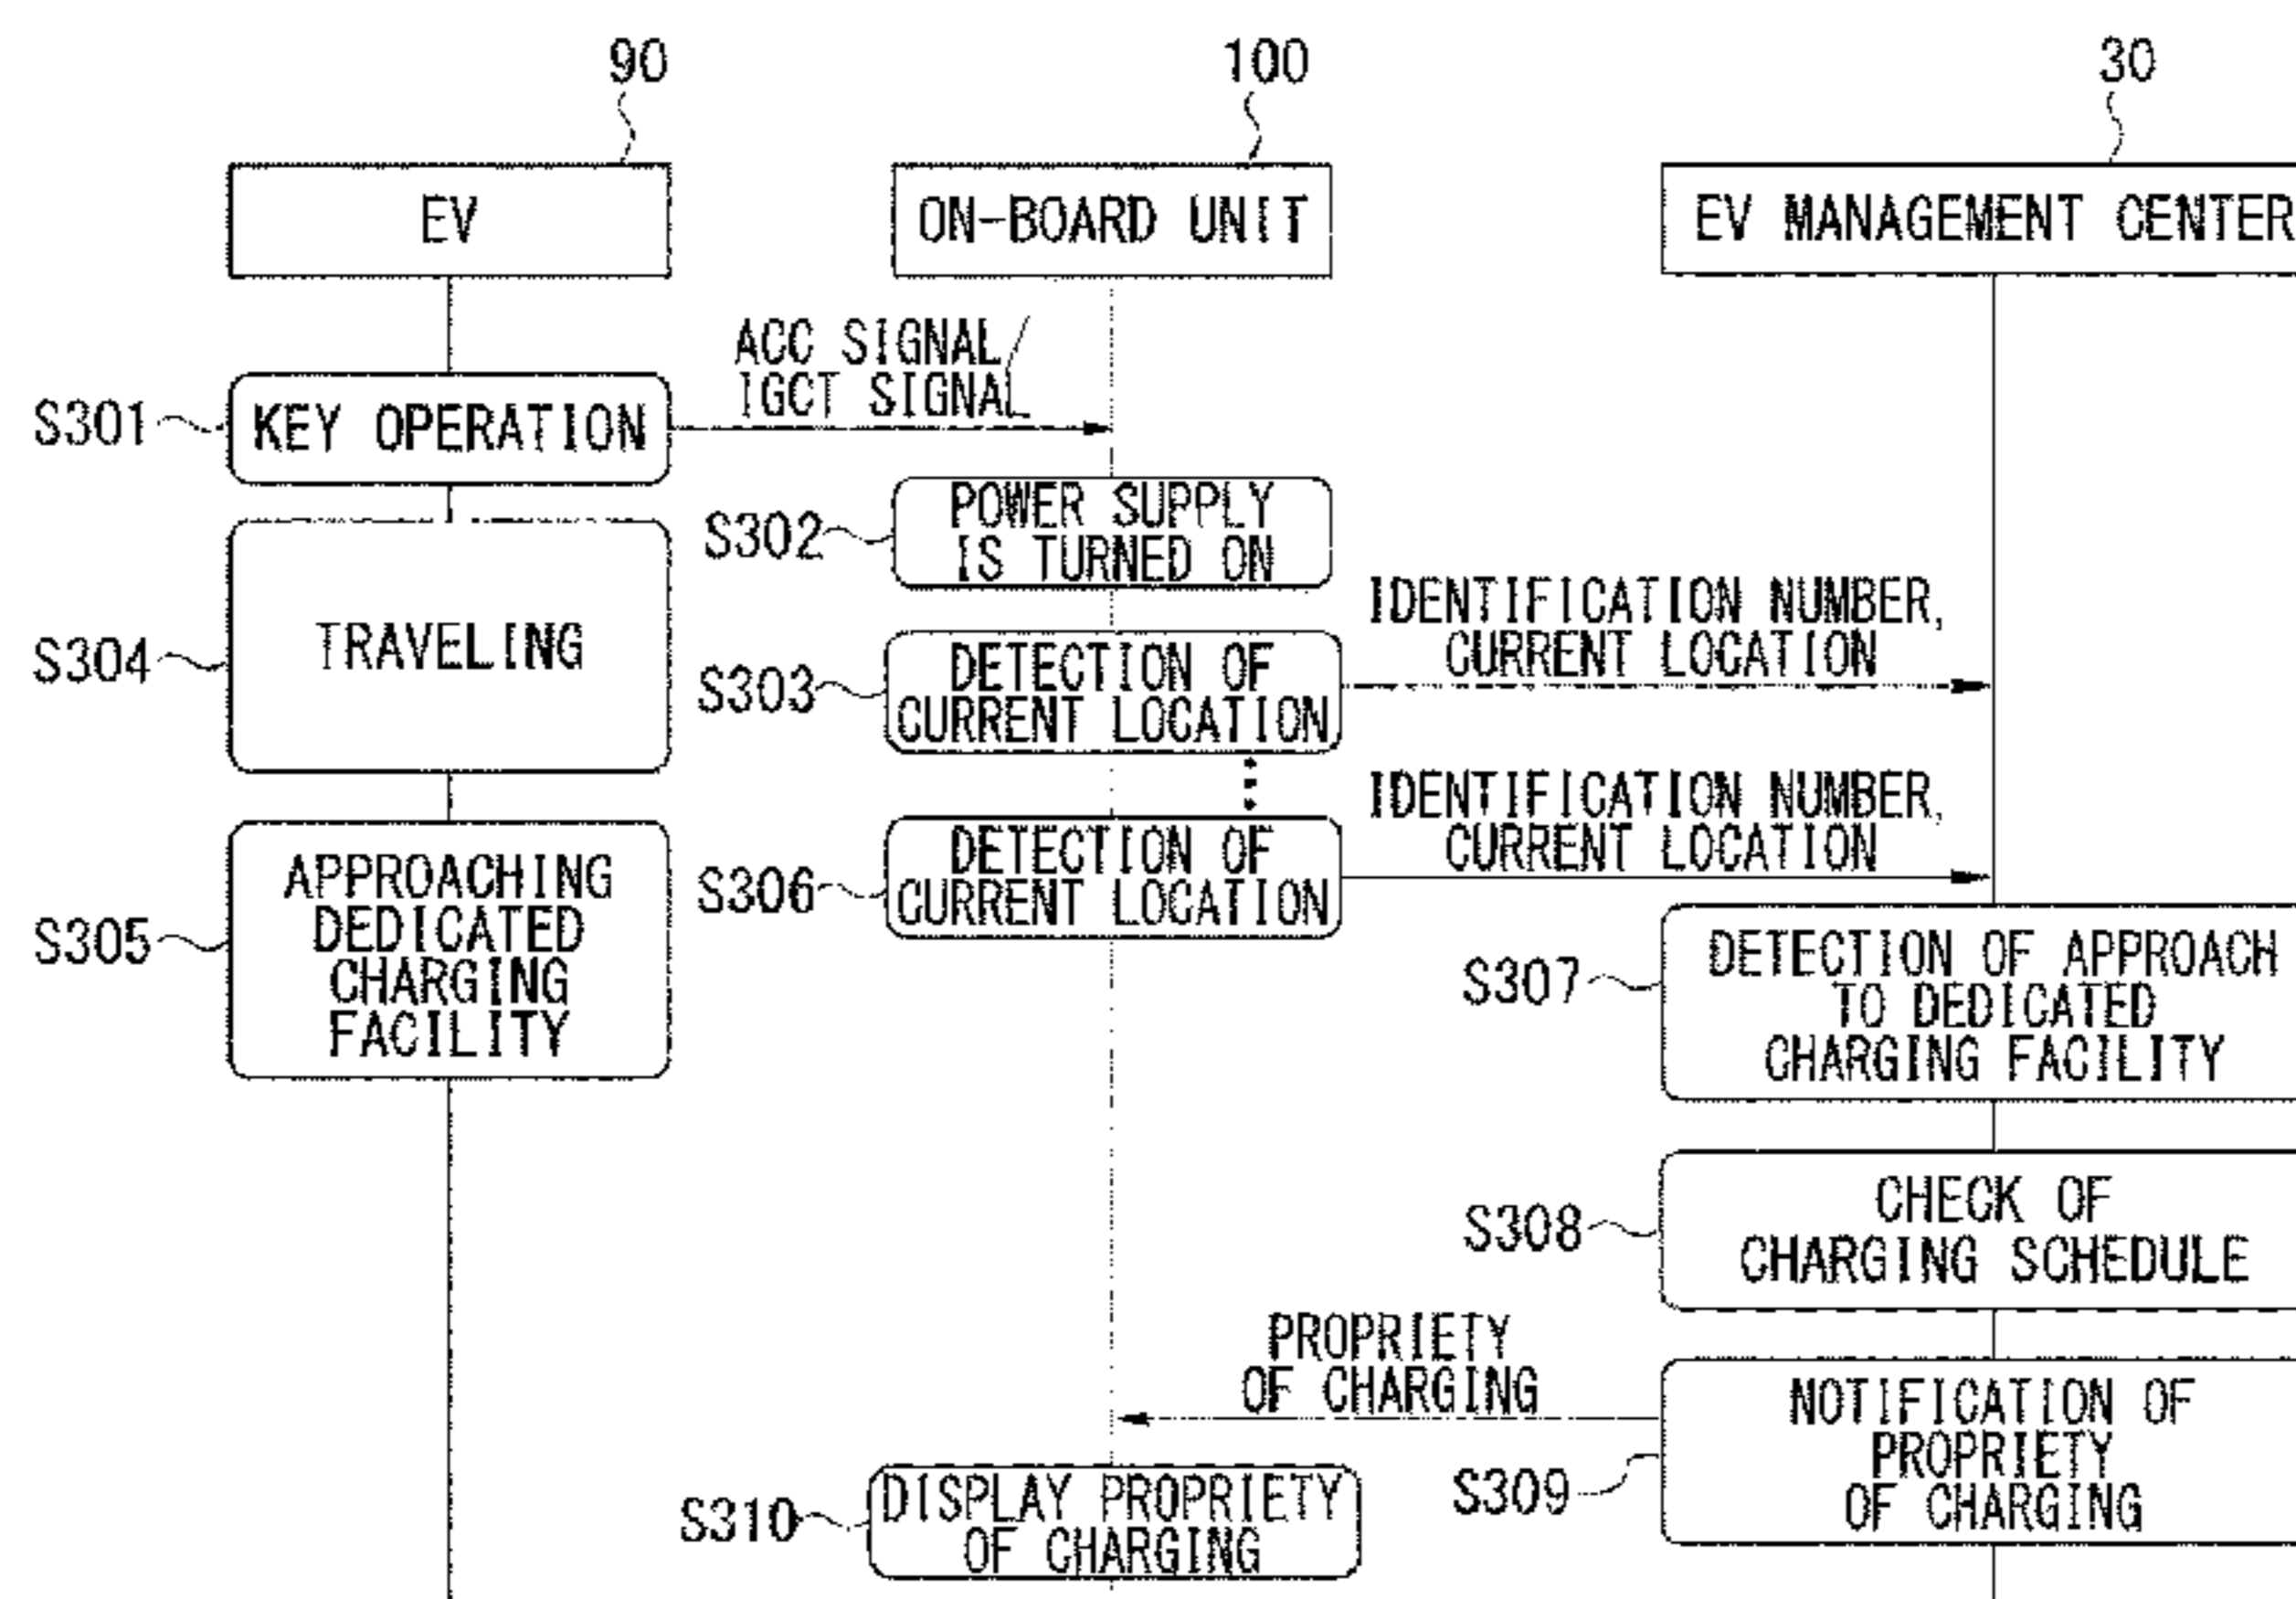 90
100
30
EV
ON-BOARD UNIT
EV MANAGEMENT CENTER
ACC SIGNAL
IGCT SIGNAL
S301
KEY OPERATION
S302
POWER SUPPLY
IS TURNED ON
S304
TRAVELING
S303
DETECTION OF
CURRENT LOCATION
IDENTIFICATION NUMBER,
CURRENT LOCATION
S305
APPROACHING
DEDICATED
CHARGING
FACILITY
S306
DETECTION OF
CURRENT LOCATION
IDENTIFICATION NUMBER,
CURRENT LOCATION
S307
DETECTION OF APPROACH
TO DEDICATED
CHARGING FACILITY
S308
CHECK OF
CHARGING SCHEDULE
PROPRIETY
OF CHARGING
S309
NOTIFICATION OF
PROPRIETY
OF CHARGING
S310
DISPLAY PROPRIETY
OF CHARGING